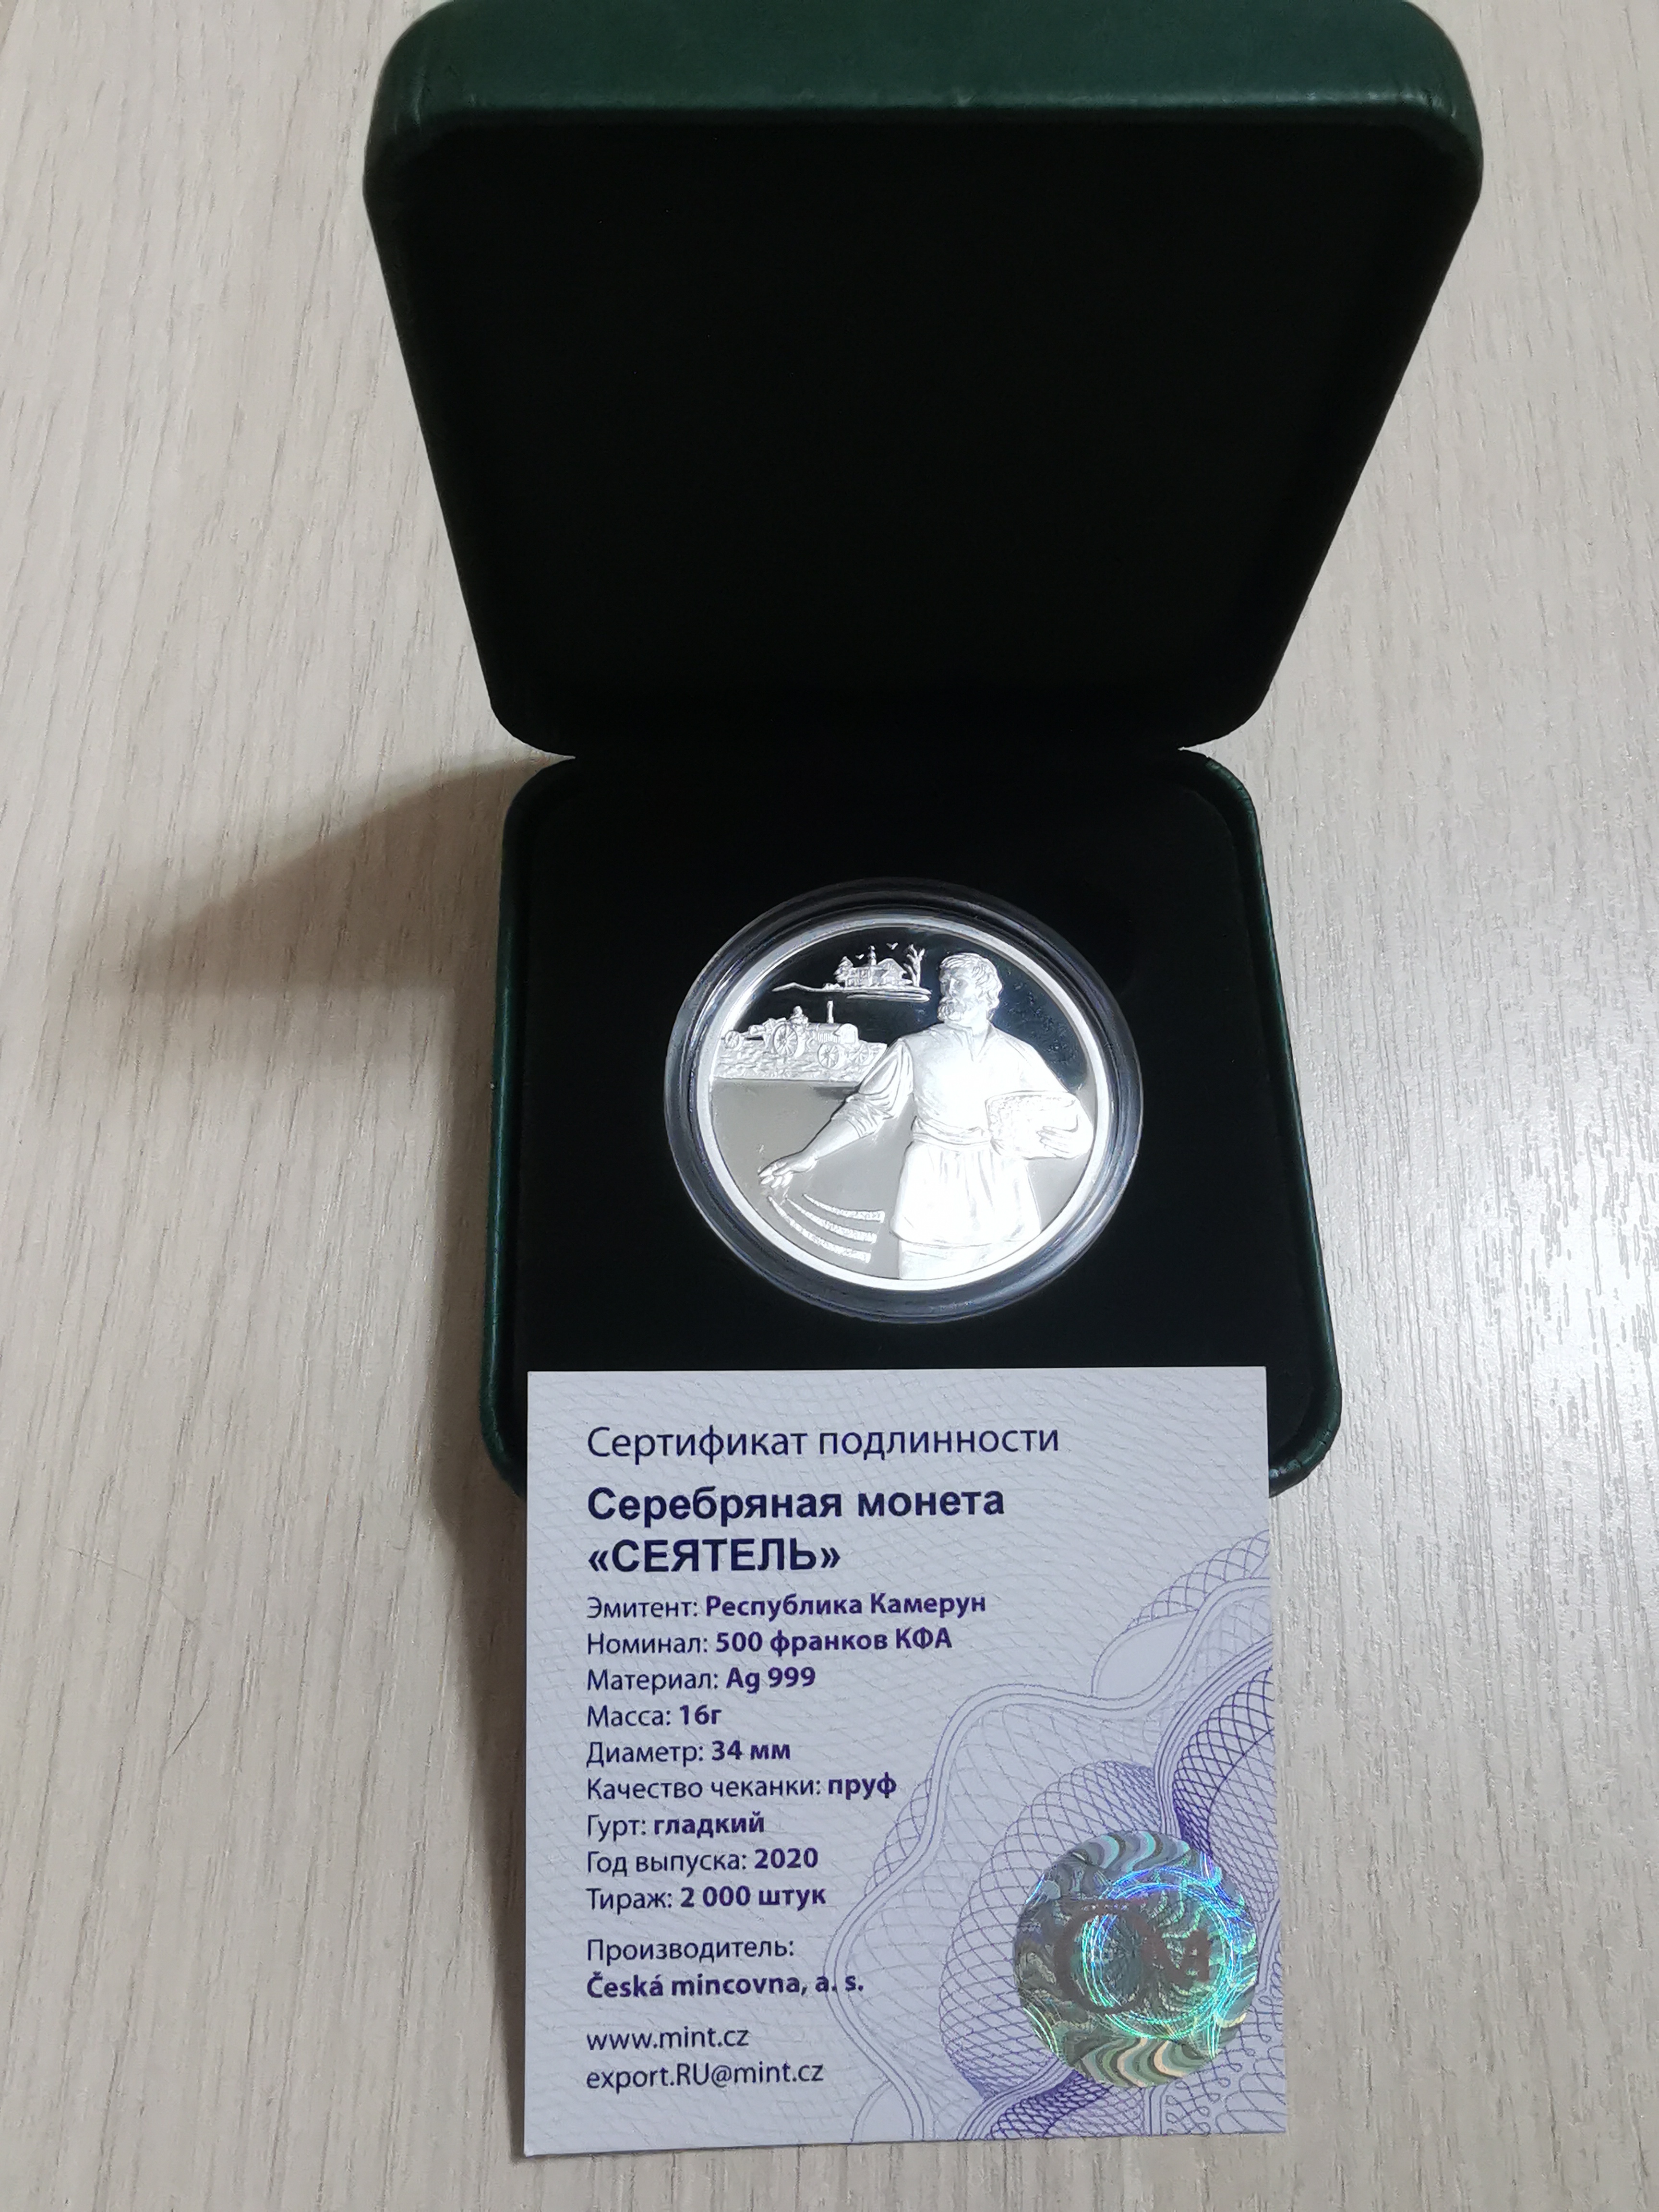 Сертификат подлинности
Серебряная монета
«СЕЯТЕЛЬ»
Эмитент: Республика Камерун
Номинал: 500 франков КФА
Материал: Ag 999
Масса: 16г
Диаметр: 34 мм
Качество чеканки: пруф
Гурт: гладкий
Год выпуска: 2020
Тираж: 2 000 штук
Производитель:
Česká mincovna, a. s.
www.mint.cz
export.RU@mint.cz